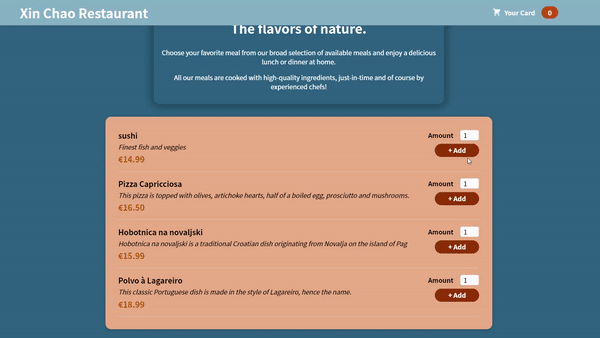 Xin Chao Restaurant
Your Card 0
The flavors of nature.
Choose your favorite meal from our broad selection of available meals and enjoy a delicious
lunch or dinner at home.
All our meals are cooked with high-quality ingredients, just-in-time and of course by
experienced chefs!
sushi
Finest fish and veggies
€14.99
Amount 1
+ Add
Pizza Capricciosa
This pizza is topped with olives, artichoke hearts, half of a boiled egg, prosciutto and mushrooms.
€16.50
Amount 1
+ Add
Hobotnica na novaljski
Hobotnica na novaljski is a traditional Croatian dish originating from Novalja on the island of Pag
€15.99
Amount 1
+ Add
Polvo à Lagareiro
This classic Portuguese dish is made in the style of Lagareiro, hence the name.
€18.99
Amount 1
+ Add